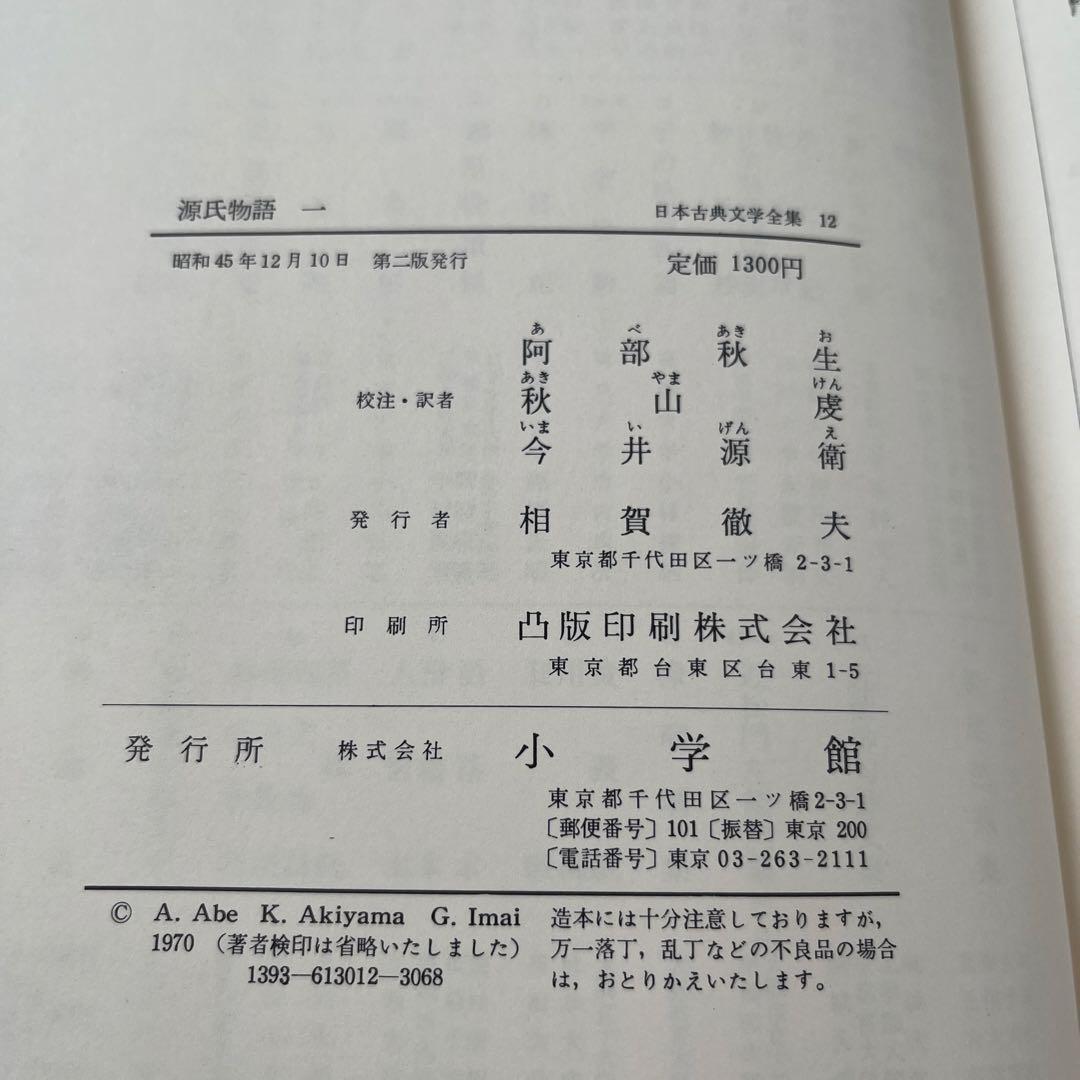 源氏物語 一 日本古典文学全集 12
昭和45年12月10日 第二版発行 定価 1300円
あ べ あき お
阿部秋生
あき やま けん
校注・訳者 秋山虔
いま い げん え
今井源衛
発行者 相賀徹夫
東京都千代田区一ツ橋 2-3-1
印刷所 凸版印刷株式会社
東京都台東区台東 1-5
発行所 株式会社 小学館
東京都千代田区一ツ橋2-3-1
〔郵便番号〕101〔振替〕東京 200
〔電話番号〕東京 03-263-2111
© A. Abe K. Akiyama G. Imai
1970 (著者検印は省略いたしました)
1393—613012—3068
造本には十分注意しておりますが,
万一落丁, 乱丁などの不良品の場合
は, おとりかえいたします。